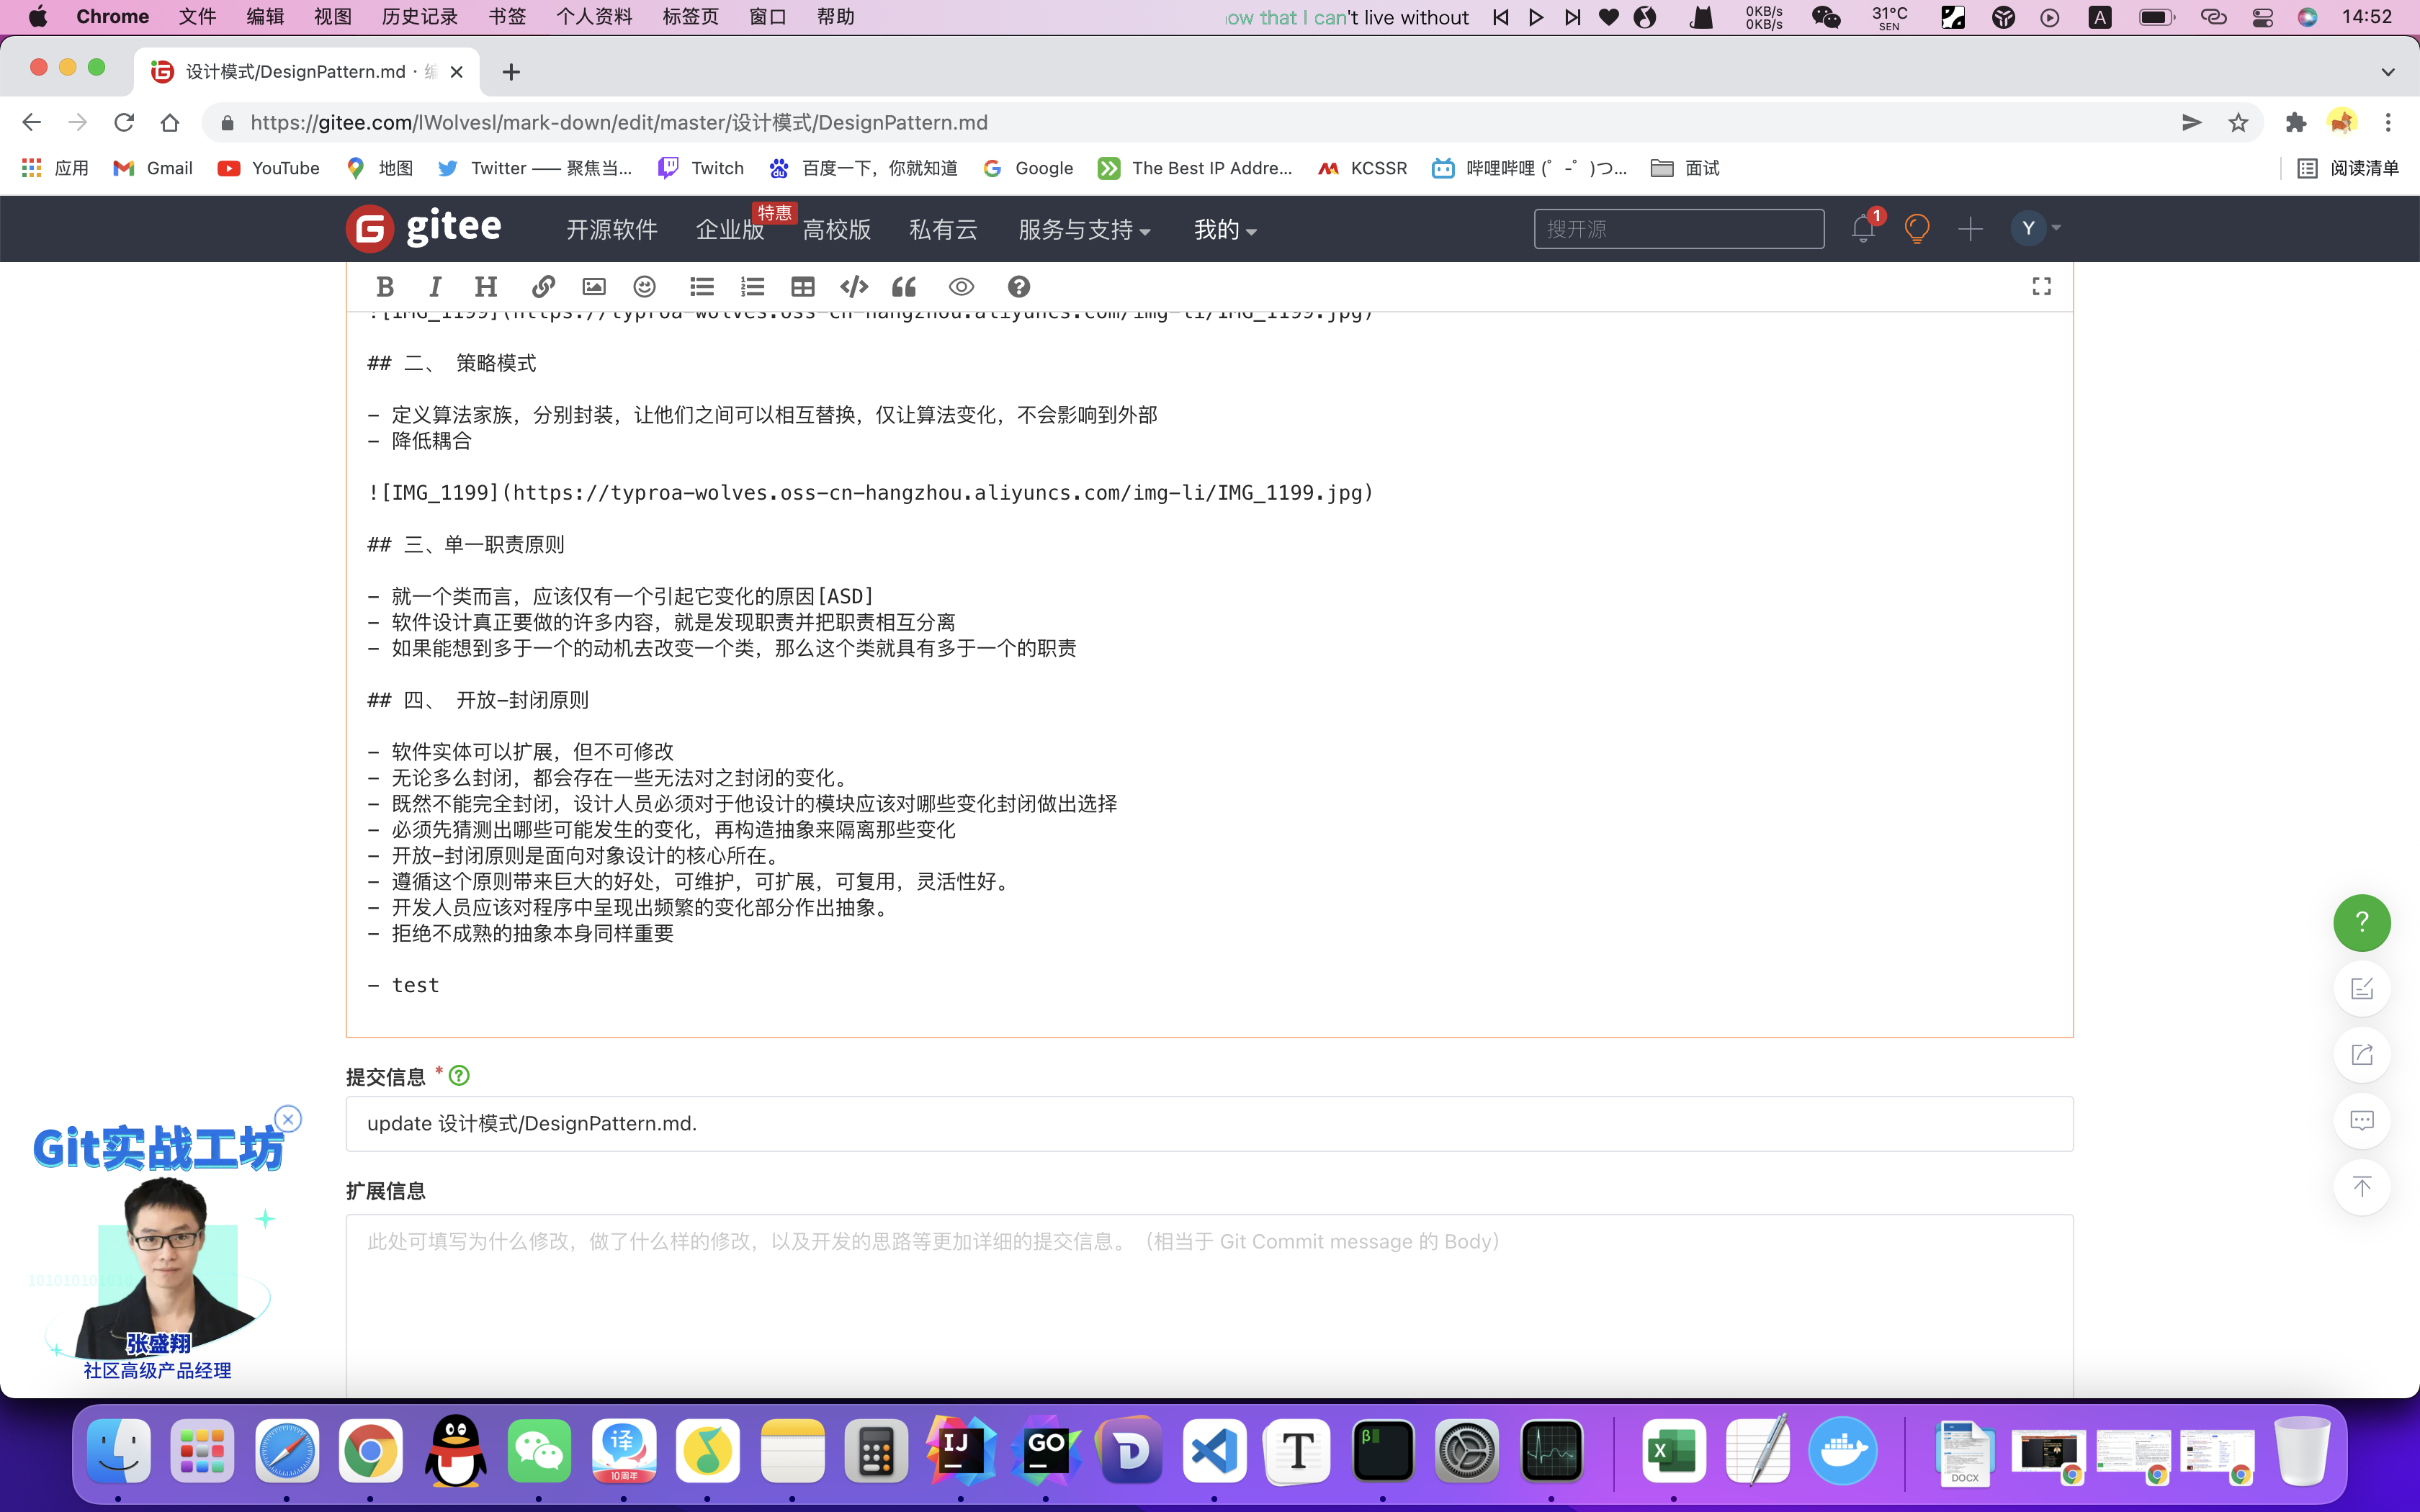 Chrome 文件 编辑 视图 历史记录 书签 个人资料 标签页 窗口 帮助
ow that I can't live without
0KB/s
0KB/s
31°C
SEN
A
14:52
设计模式/DesignPattern.md · 编
https://gitee.com/lWolvesl/mark-down/edit/master/设计模式/DesignPattern.md
应用 Gmail YouTube 地图 Twitter —— 聚焦当... Twitch 百度一下，你就知道 Google The Best IP Addre... KCSSR 哔哩哔哩 (゜-゜)つ... 面试 阅读清单
gitee 开源软件 企业版 特惠 高校版 私有云 服务与支持 我的 搜开源 1 Y
B I H
![IMG_1199](https://typroa-wolves.oss-cn-hangzhou.aliyuncs.com/img-li/IMG_1199.jpg)
## 二、 策略模式
- 定义算法家族，分别封装，让他们之间可以相互替换，仅让算法变化，不会影响到外部
- 降低耦合
![IMG_1199](https://typroa-wolves.oss-cn-hangzhou.aliyuncs.com/img-li/IMG_1199.jpg)
## 三、单一职责原则
- 就一个类而言，应该仅有一个引起它变化的原因[ASD]
- 软件设计真正要做的许多内容，就是发现职责并把职责相互分离
- 如果能想到多于一个的动机去改变一个类，那么这个类就具有多于一个的职责
## 四、 开放-封闭原则
- 软件实体可以扩展，但不可修改
- 无论多么封闭，都会存在一些无法对之封闭的变化。
- 既然不能完全封闭，设计人员必须对于他设计的模块应该对哪些变化封闭做出选择
- 必须先猜测出哪些可能发生的变化，再构造抽象来隔离那些变化
- 开放-封闭原则是面向对象设计的核心所在。
- 遵循这个原则带来巨大的好处，可维护，可扩展，可复用，灵活性好。
- 开发人员应该对程序中呈现出频繁的变化部分作出抽象。
- 拒绝不成熟的抽象本身同样重要
- test
提交信息 *
update 设计模式/DesignPattern.md.
扩展信息
此处可填写为什么修改，做了什么样的修改，以及开发的思路等更加详细的提交信息。（相当于 Git Commit message 的 Body）
Git实战工坊
101010101010
张盛翔
社区高级产品经理
译
10周年
IJ
GO
D
T
β
X
DOCX